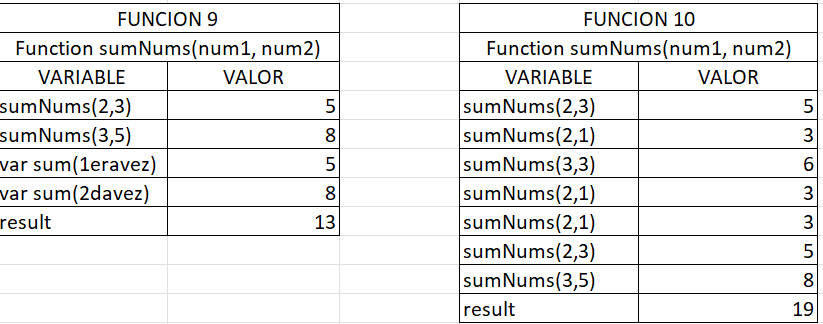 FUNCION 9
Function sumNums(num1, num2)
VARIABLE VALOR
sumNums(2,3) 5
sumNums(3,5) 8
var sum(1eravez) 5
var sum(2davez) 8
result 13
FUNCION 10
Function sumNums(num1, num2)
VARIABLE VALOR
sumNums(2,3) 5
sumNums(2,1) 3
sumNums(3,3) 6
sumNums(2,1) 3
sumNums(2,1) 3
sumNums(2,3) 5
sumNums(3,5) 8
result 19